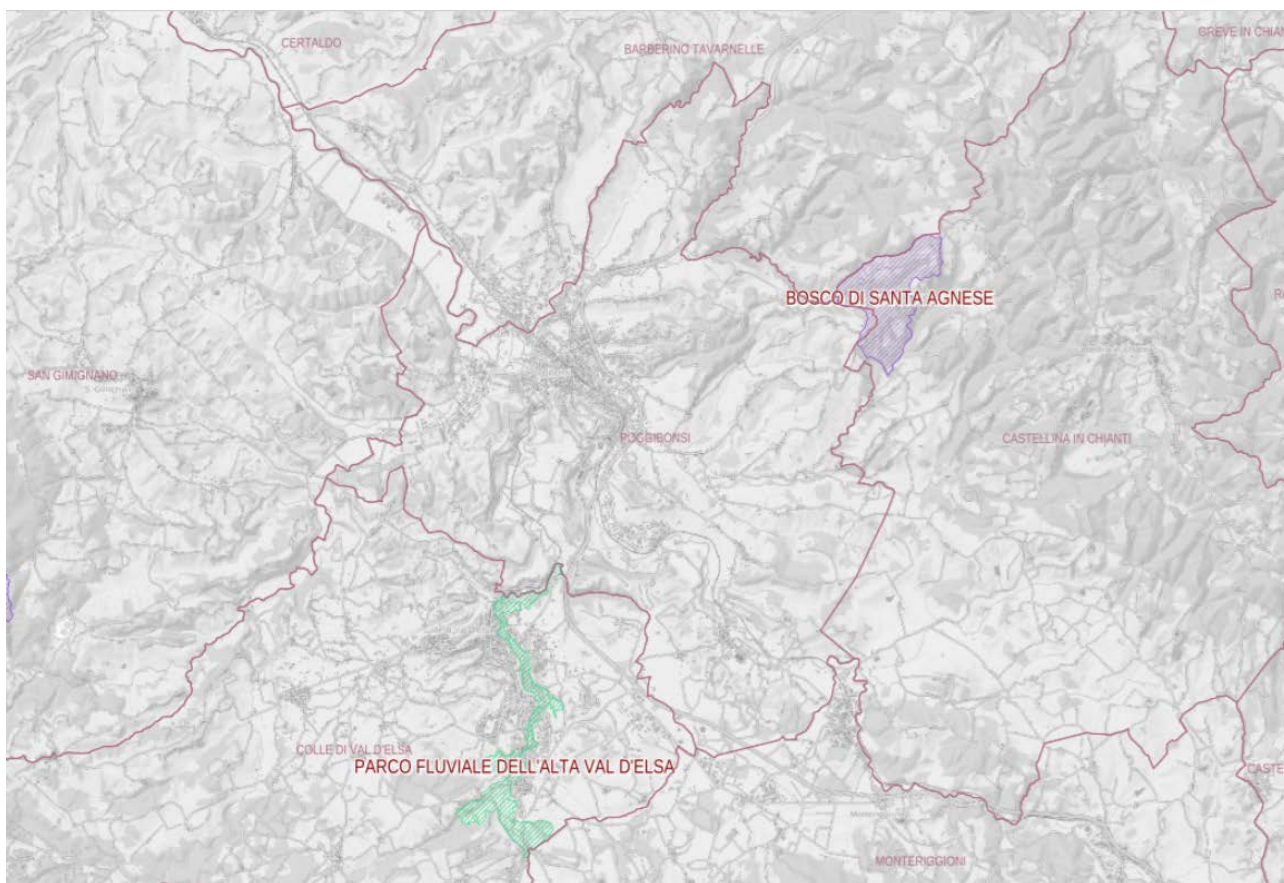 CERTALDO
BARBERINO TAVARNELLE
GREVE IN CHIAN
BOSCO DI SANTA AGNESE
SAN GIMIGNANO
POGGIBONSI
CASTELLINA IN CHIANTI
COLLE DI VAL D'ELSA
PARCO FLUVIALE DELL'ALTA VAL D'ELSA
CASTE
MONTERIGGIONI